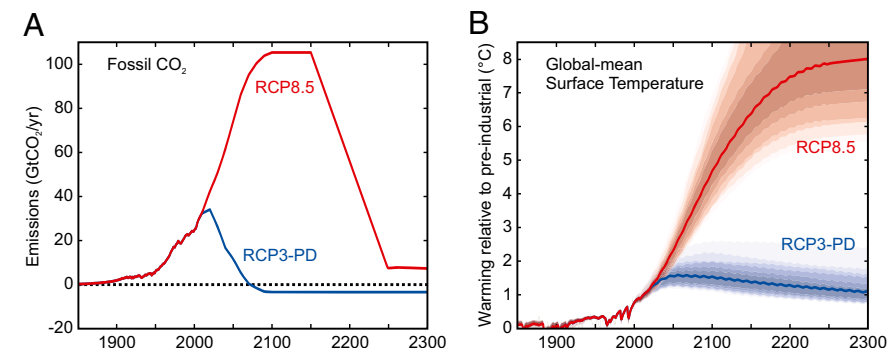 A
Fossil CO2
RCP8.5
RCP3-PD
Emissions (GtCO2/yr)
100
80
60
40
20
0
-20
1900
2000
2100
2200
2300
B
Global-mean
Surface Temperature
RCP8.5
RCP3-PD
Warming relative to pre-industrial (°C)
8
7
6
5
4
3
2
1
0
1900
2000
2100
2200
2300